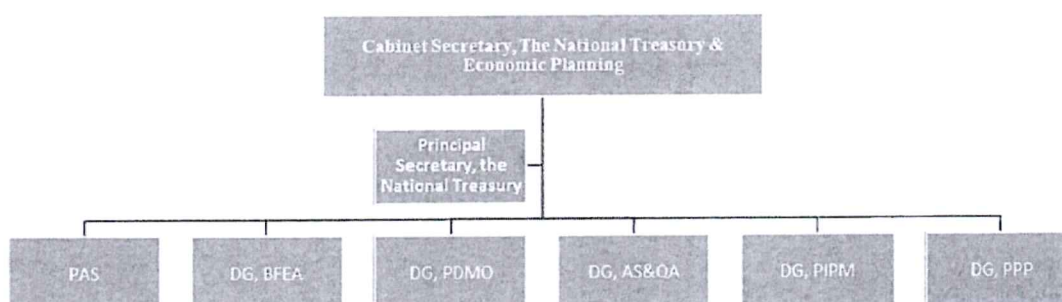 Cabinet Secretary, The National Treasury &
Economic Planning
Principal
Secretary, the
National Treasury
PAS
DG, BFEA
DG, PDMO
DG, AS&QA
DG, PIPM
DG, PPP